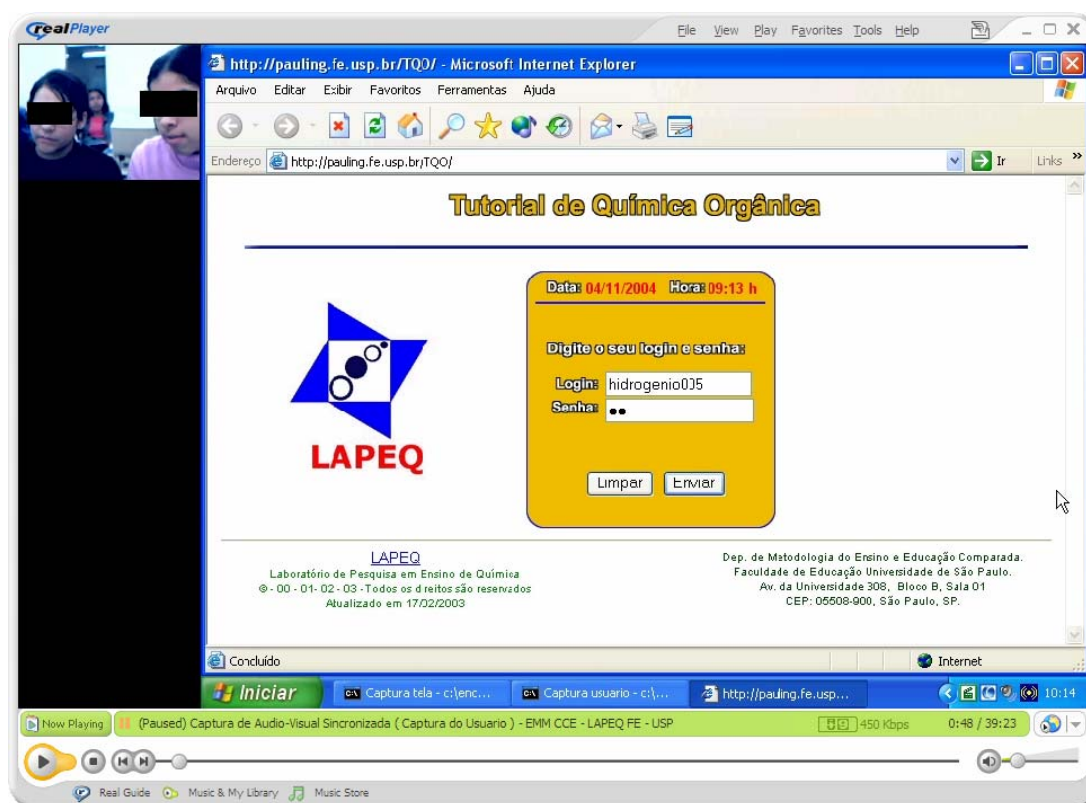 realPlayer
File View Play Favorites Tools Help
http://pauling.fe.usp.br/TQO/ - Microsoft Internet Explorer
Arquivo Editar Exibir Favoritos Ferramentas Ajuda
Endereço http://pauling.fe.usp.br/TQO/ Ir Links »
Tutorial de Química Orgânica
Data: 04/11/2004 Hora: 09:13 h
Digite o seu login e senha:
Login: hidrogenio005
Senha: ●●
Limpar Enviar
LAPEQ
LAPEQ
Laboratório de Pesquisa em Ensino de Química
© - 00 - 01- 02 - 03 - Todos os direitos são reservados
Atualizado em 17/02/2003
Dep. de Metodologia do Ensino e Educação Comparada.
Faculdade de Educação Universidade de São Paulo.
Av. da Universidade 308, Bloco B, Sala 01
CEP: 05508-900, São Paulo, SP.
Concluído Internet
Iniciar Captura tela - c:\enc... Captura usuario - c:\... http://pauling.fe.usp... 10:14
Now Playing (Paused) Captura de Audio-Visual Sincronizada ( Captura do Usuario ) - EMM CCE - LAPEQ FE - USP 450 Kbps 0:48 / 39:23
Real Guide Music & My Library Music Store